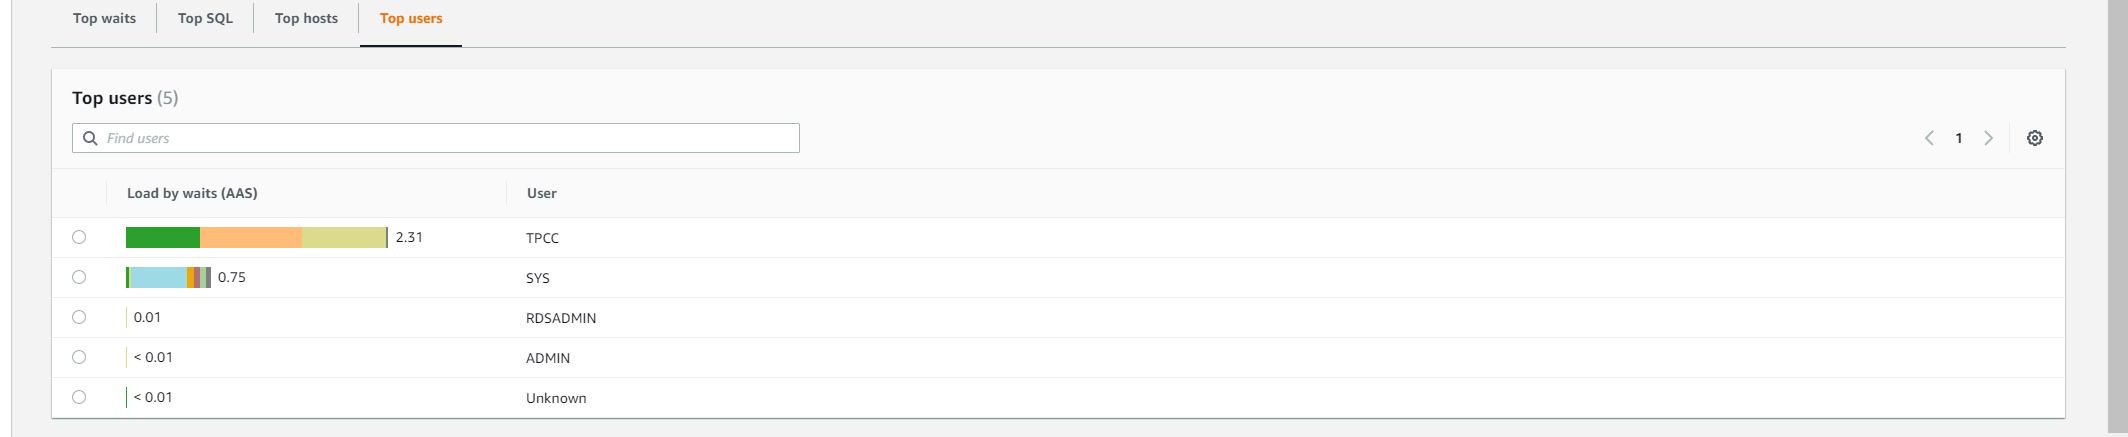 Top waits Top SQL Top hosts Top users
Top users (5)
Find users
1
Load by waits (AAS) User
2.31 TPCC
0.75 SYS
0.01 RDSADMIN
< 0.01 ADMIN
< 0.01 Unknown